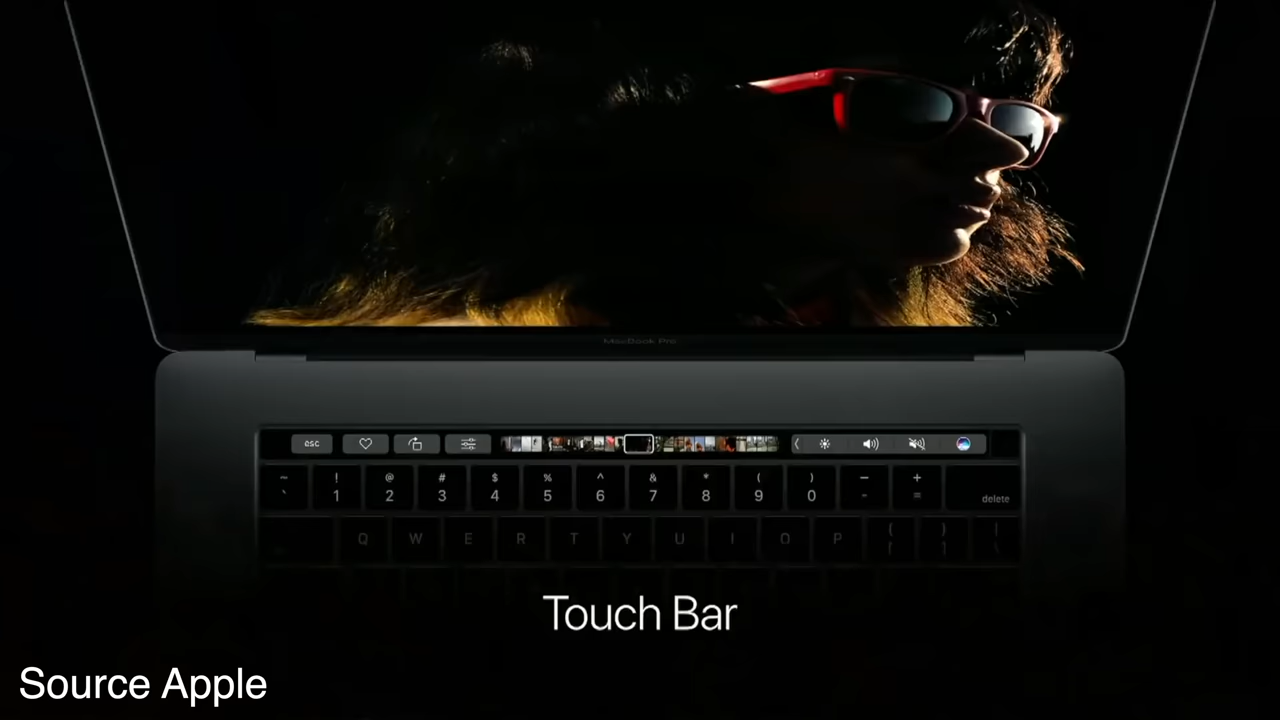 MacBook Pro
esc
~ ! @ # $ % ^ & * ( ) — +
` 1 2 3 4 5 6 7 8 9 0 - =
delete
Q W E R T Y U I O P { } |
[ ] \
Touch Bar
Source Apple